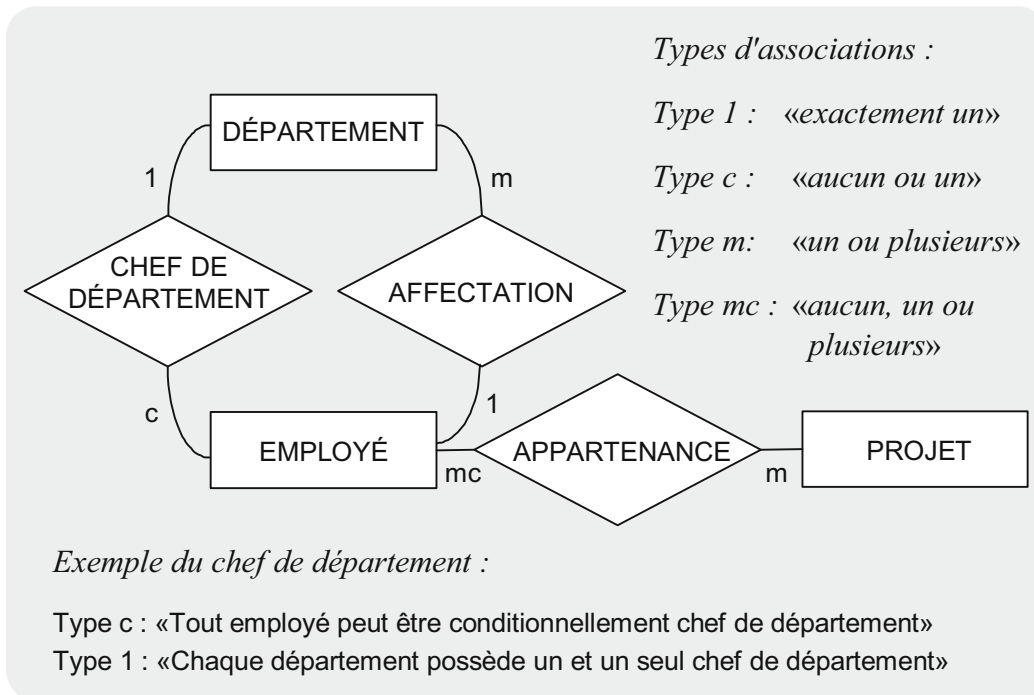 Types d'associations :
Type 1 : «exactement un»
Type c : «aucun ou un»
Type m: «un ou plusieurs»
Type mc : «aucun, un ou
plusieurs»
DÉPARTEMENT
1
m
CHEF DE
DÉPARTEMENT
AFFECTATION
c
1
EMPLOYÉ
mc
APPARTENANCE
m
PROJET
Exemple du chef de département :
Type c : «Tout employé peut être conditionnellement chef de département»
Type 1 : «Chaque département possède un et un seul chef de département»